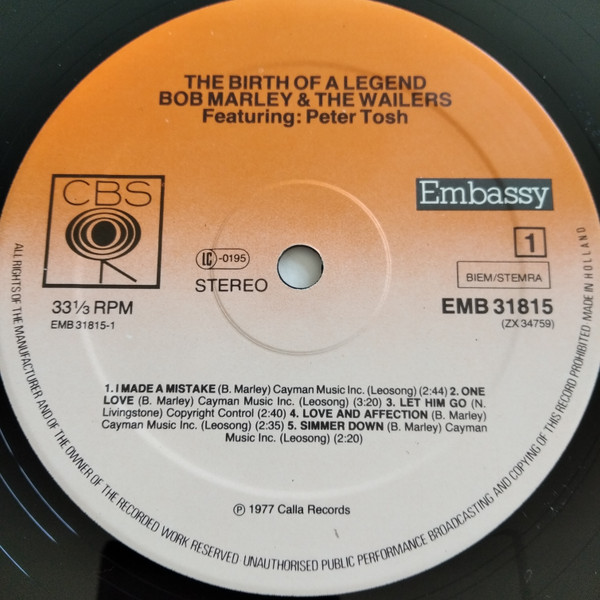 THE BIRTH OF A LEGEND
BOB MARLEY & THE WAILERS
Featuring: Peter Tosh
CBS
Embassy
1
LC-0195
STEREO
BIEM/STEMRA
33⅓ RPM
EMB 31815-1
EMB 31815
(ZX 34759)
1. I MADE A MISTAKE (B. Marley) Cayman Music Inc. (Leosong) (2:44) 2. ONE
LOVE (B. Marley) Cayman Music Inc. (Leosong) (3:20) 3. LET HIM GO (N.
Livingstone) Copyright Control (2:40) 4. LOVE AND AFFECTION (B. Marley)
Cayman Music Inc. (Leosong) (2:35) 5. SIMMER DOWN (B. Marley) Cayman
Music Inc. (Leosong) (2:20)
℗ 1977 Calla Records
ALL RIGHTS OF THE MANUFACTURER AND OF THE OWNER OF THE RECORDED WORK RESERVED UNAUTHORISED PUBLIC PERFORMANCE BROADCASTING AND COPYING OF THIS RECORD PROHIBITED MADE IN HOLLAND